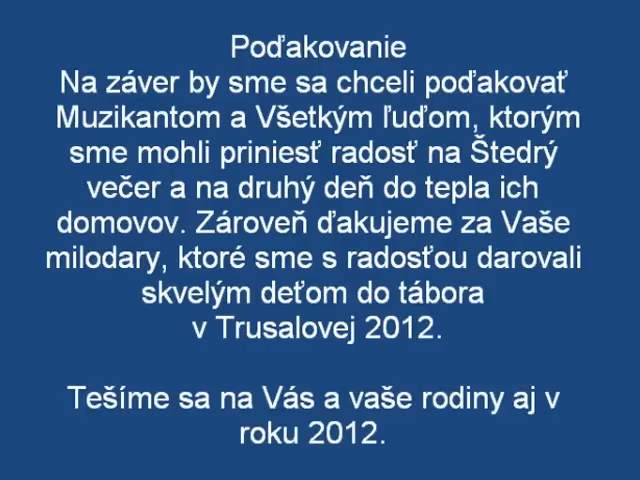 Poďakovanie
Na záver by sme sa chceli poďakovať
Muzikantom a Všetkým ľuďom, ktorým
sme mohli priniesť radosť na Štedrý
večer a na druhý deň do tepla ich
domovov. Zároveň ďakujeme za Vaše
milodary, ktoré sme s radosťou darovali
skvelým deťom do tábora
v Trusalovej 2012.
Tešíme sa na Vás a vaše rodiny aj v
roku 2012.